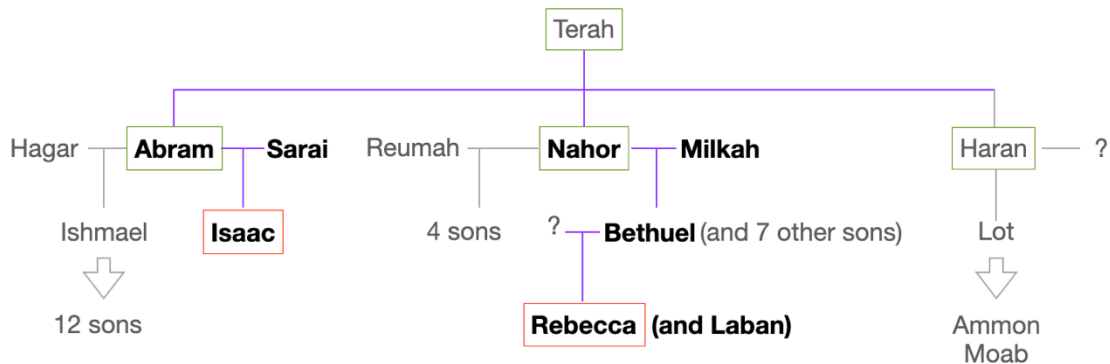 Terah
Hagar Abram Sarai Reumah Nahor Milkah Haran ?
Ishmael Isaac 4 sons ? Bethuel (and 7 other sons) Lot
12 sons Rebecca (and Laban) Ammon
Moab